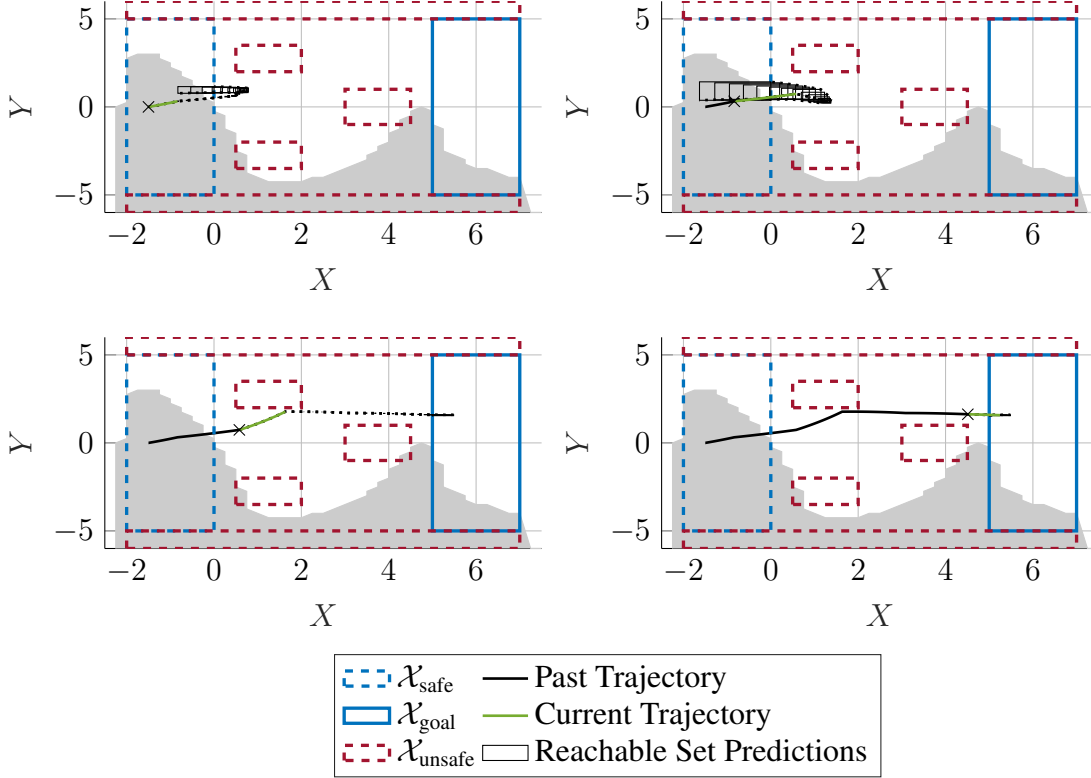 5
0
−5
Y
−2 0 2 4 6
X
5
0
−5
Y
−2 0 2 4 6
X
5
0
−5
Y
−2 0 2 4 6
X
5
0
−5
Y
−2 0 2 4 6
X
𝒳safe Past Trajectory
𝒳goal Current Trajectory
𝒳unsafe Reachable Set Predictions